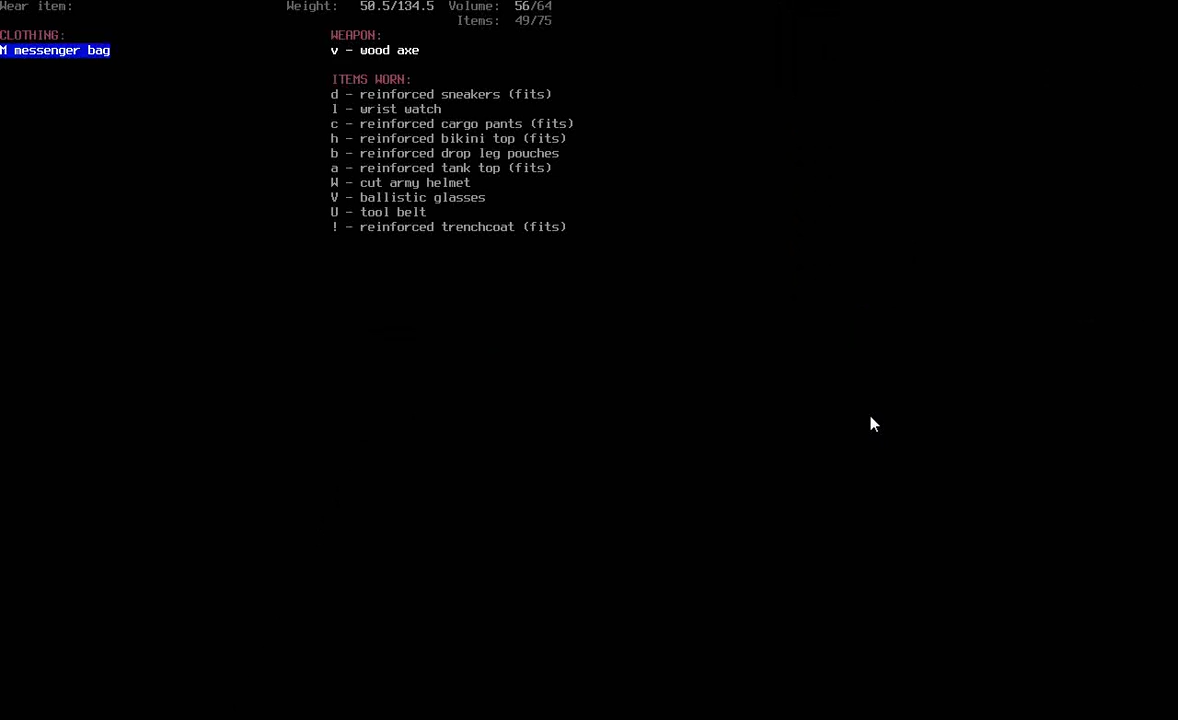 Wear item: Weight: 50.5/134.5 Volume: 56/64
Items: 49/75
CLOTHING: WEAPON:
M messenger bag v - wood axe
ITEMS WORN:
d - reinforced sneakers (fits)
l - wrist watch
c - reinforced cargo pants (fits)
h - reinforced bikini top (fits)
b - reinforced drop leg pouches
a - reinforced tank top (fits)
W - cut army helmet
V - ballistic glasses
U - tool belt
! - reinforced trenchcoat (fits)